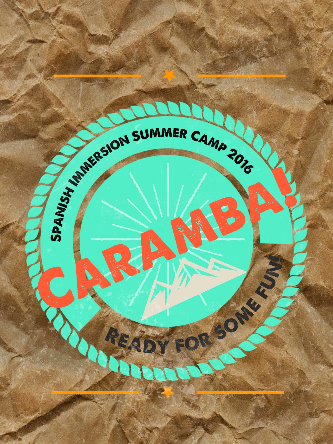 SPANISH IMMERSION SUMMER CAMP 2016
CARAMBA!
READY FOR SOME FUN!